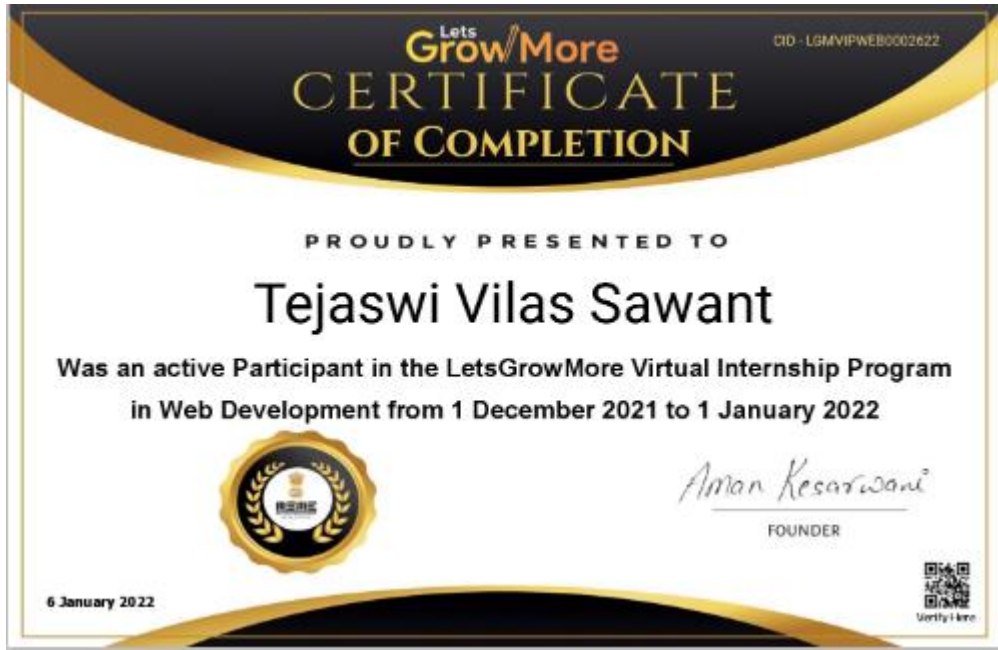 Lets
GrowMore
CID - LGMVIPWEB0002622
CERTIFICATE
OF COMPLETION
PROUDLY PRESENTED TO
Tejaswi Vilas Sawant
Was an active Participant in the LetsGrowMore Virtual Internship Program
in Web Development from 1 December 2021 to 1 January 2022
Aman Kesarwani
FOUNDER
6 January 2022
Verify Here